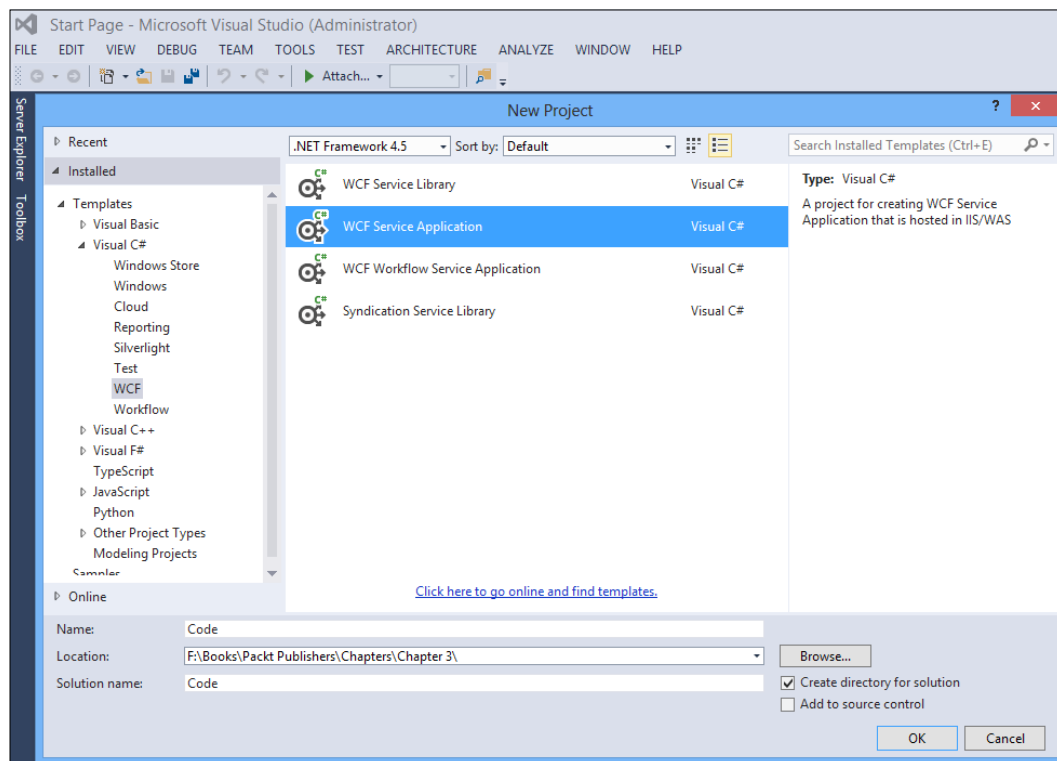 Start Page - Microsoft Visual Studio (Administrator)
FILE EDIT VIEW DEBUG TEAM TOOLS TEST ARCHITECTURE ANALYZE WINDOW HELP
Attach...
Server Explorer
Toolbox
New Project
?
Recent
Installed
Templates
Visual Basic
Visual C#
Windows Store
Windows
Cloud
Reporting
Silverlight
Test
WCF
Workflow
Visual C++
Visual F#
TypeScript
JavaScript
Python
Other Project Types
Modeling Projects
Samples
Online
.NET Framework 4.5 Sort by: Default
C# WCF Service Library Visual C#
C# WCF Service Application Visual C#
C# WCF Workflow Service Application Visual C#
C# Syndication Service Library Visual C#
Click here to go online and find templates.
Search Installed Templates (Ctrl+E)
Type: Visual C#
A project for creating WCF Service
Application that is hosted in IIS/WAS
Name: Code
Location: F:\Books\Packt Publishers\Chapters\Chapter 3\
Browse...
Solution name: Code
Create directory for solution
Add to source control
OK Cancel